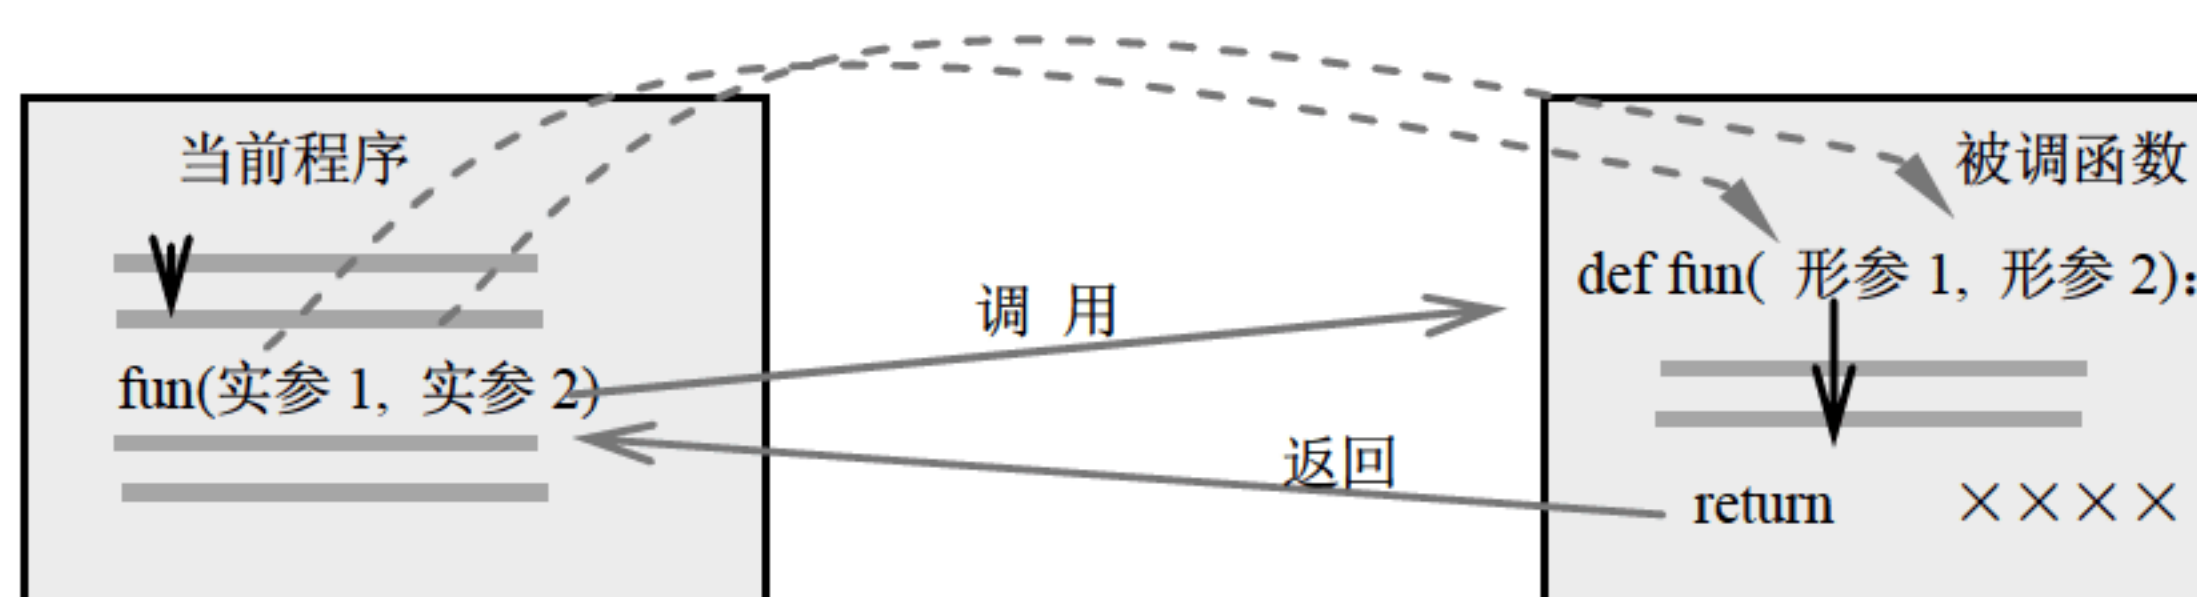 当前程序
被调函数
def fun( 形参 1, 形参 2):
调 用
fun(实参 1, 实参 2)
返回
return ××××